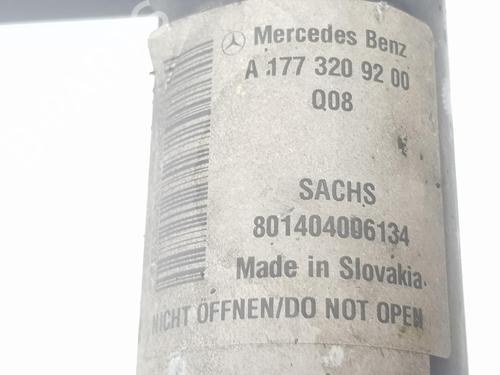 Mercedes Benz
A 177 320 92 00
Q08
SACHS
801404006134
Made in Slovakia
NICHT ÖFFNEN/DO NOT OPEN